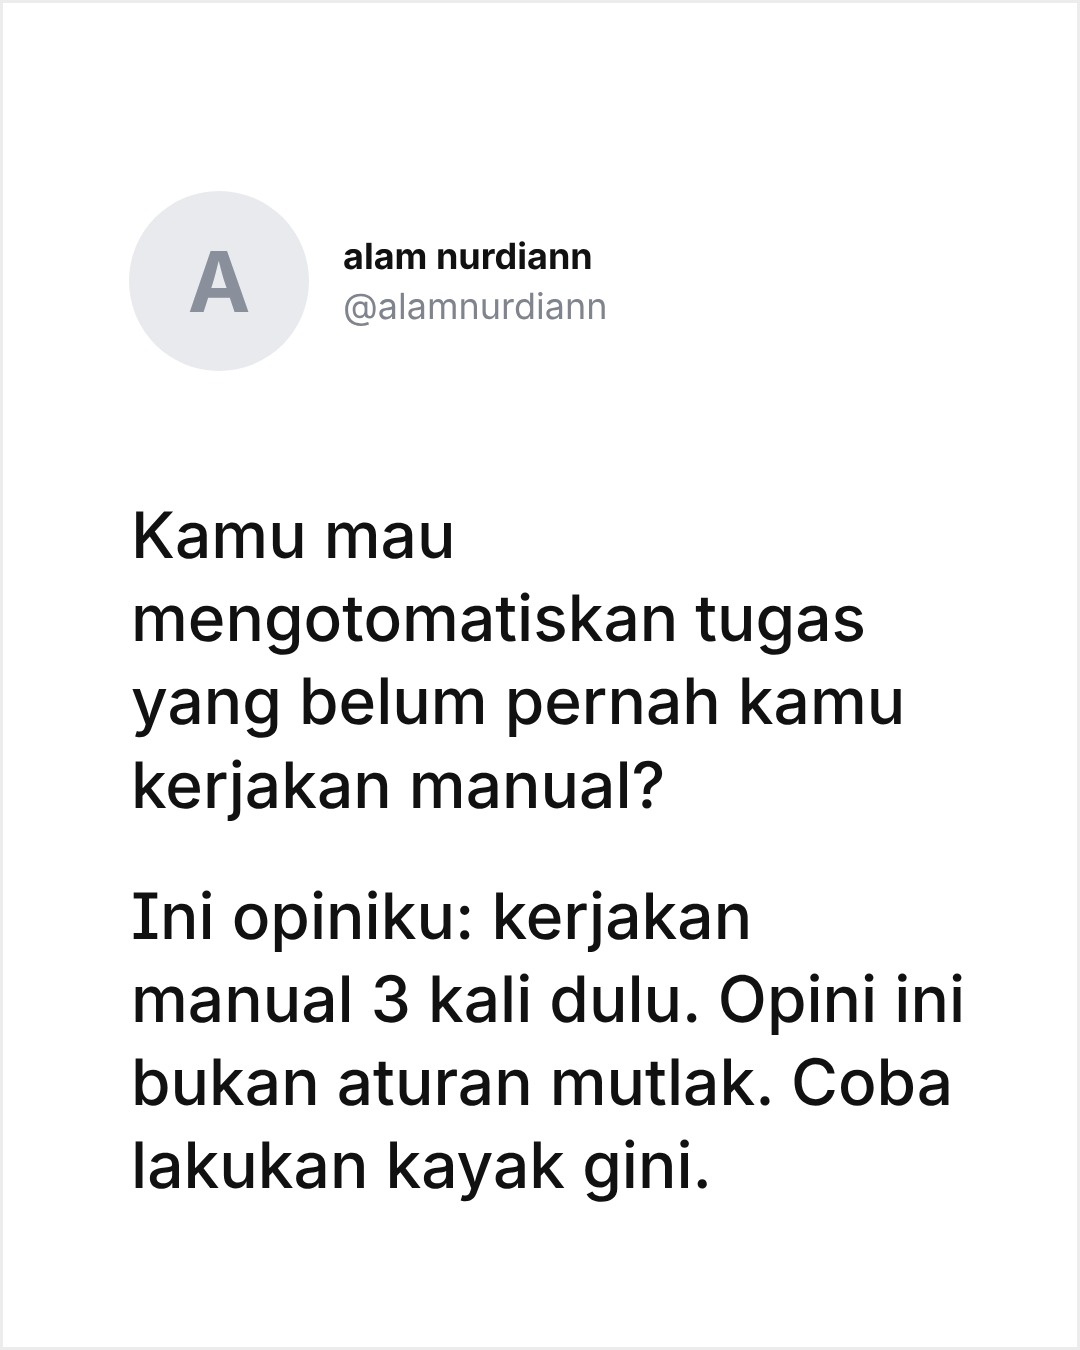 A
alam nurdiann
@alamnurdiann
Kamu mau
mengotomatiskan tugas
yang belum pernah kamu
kerjakan manual?
Ini opiniku: kerjakan
manual 3 kali dulu. Opini ini
bukan aturan mutlak. Coba
lakukan kayak gini.